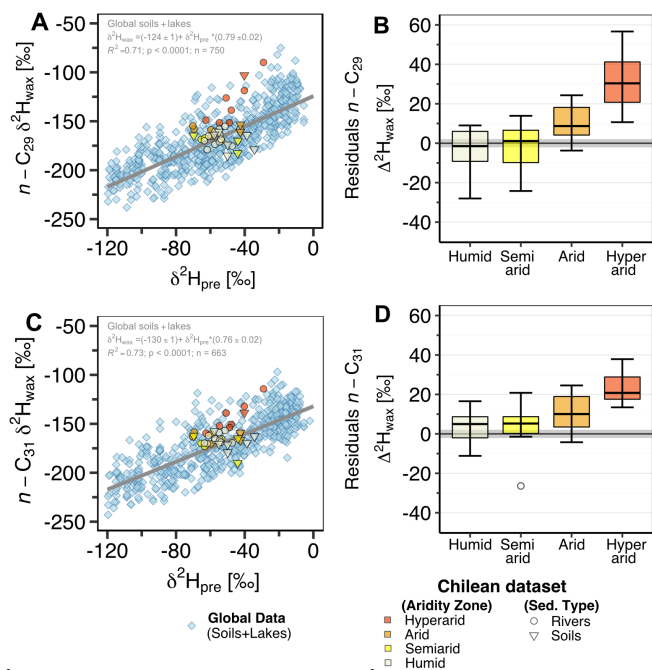 A
Global soils+lakes
δ²Hwax =(-124 ± 1)+ δ²Hpre *(0.79 ±0.02)
R² =0.71; p < 0.0001; n = 750
n − C29 δ²Hwax [‰]
-50
-100
-150
-200
-250
-120
-80
-40
0
δ²Hpre [‰]
B
Residuals n − C29
Δ²Hwax [‰]
60
40
20
0
-20
-40
Humid
Semi
arid
Arid
Hyper
arid
C
Global soils+lakes
δ²Hwax =(-130 ± 1)+ δ²Hpre*(0.76 ± 0.02)
R² =0.73; p < 0.0001; n = 663
n − C31 δ²Hwax [‰]
-50
-100
-150
-200
-250
-120
-80
-40
0
δ²Hpre [‰]
D
Residuals n − C31
Δ²Hwax [‰]
60
40
20
0
-20
-40
Humid
Semi
arid
Arid
Hyper
arid
Global Data
(Soils+Lakes)
Chilean dataset
(Aridity Zone)
Hyperarid
Arid
Semiarid
Humid
(Sed. Type)
Rivers
Soils